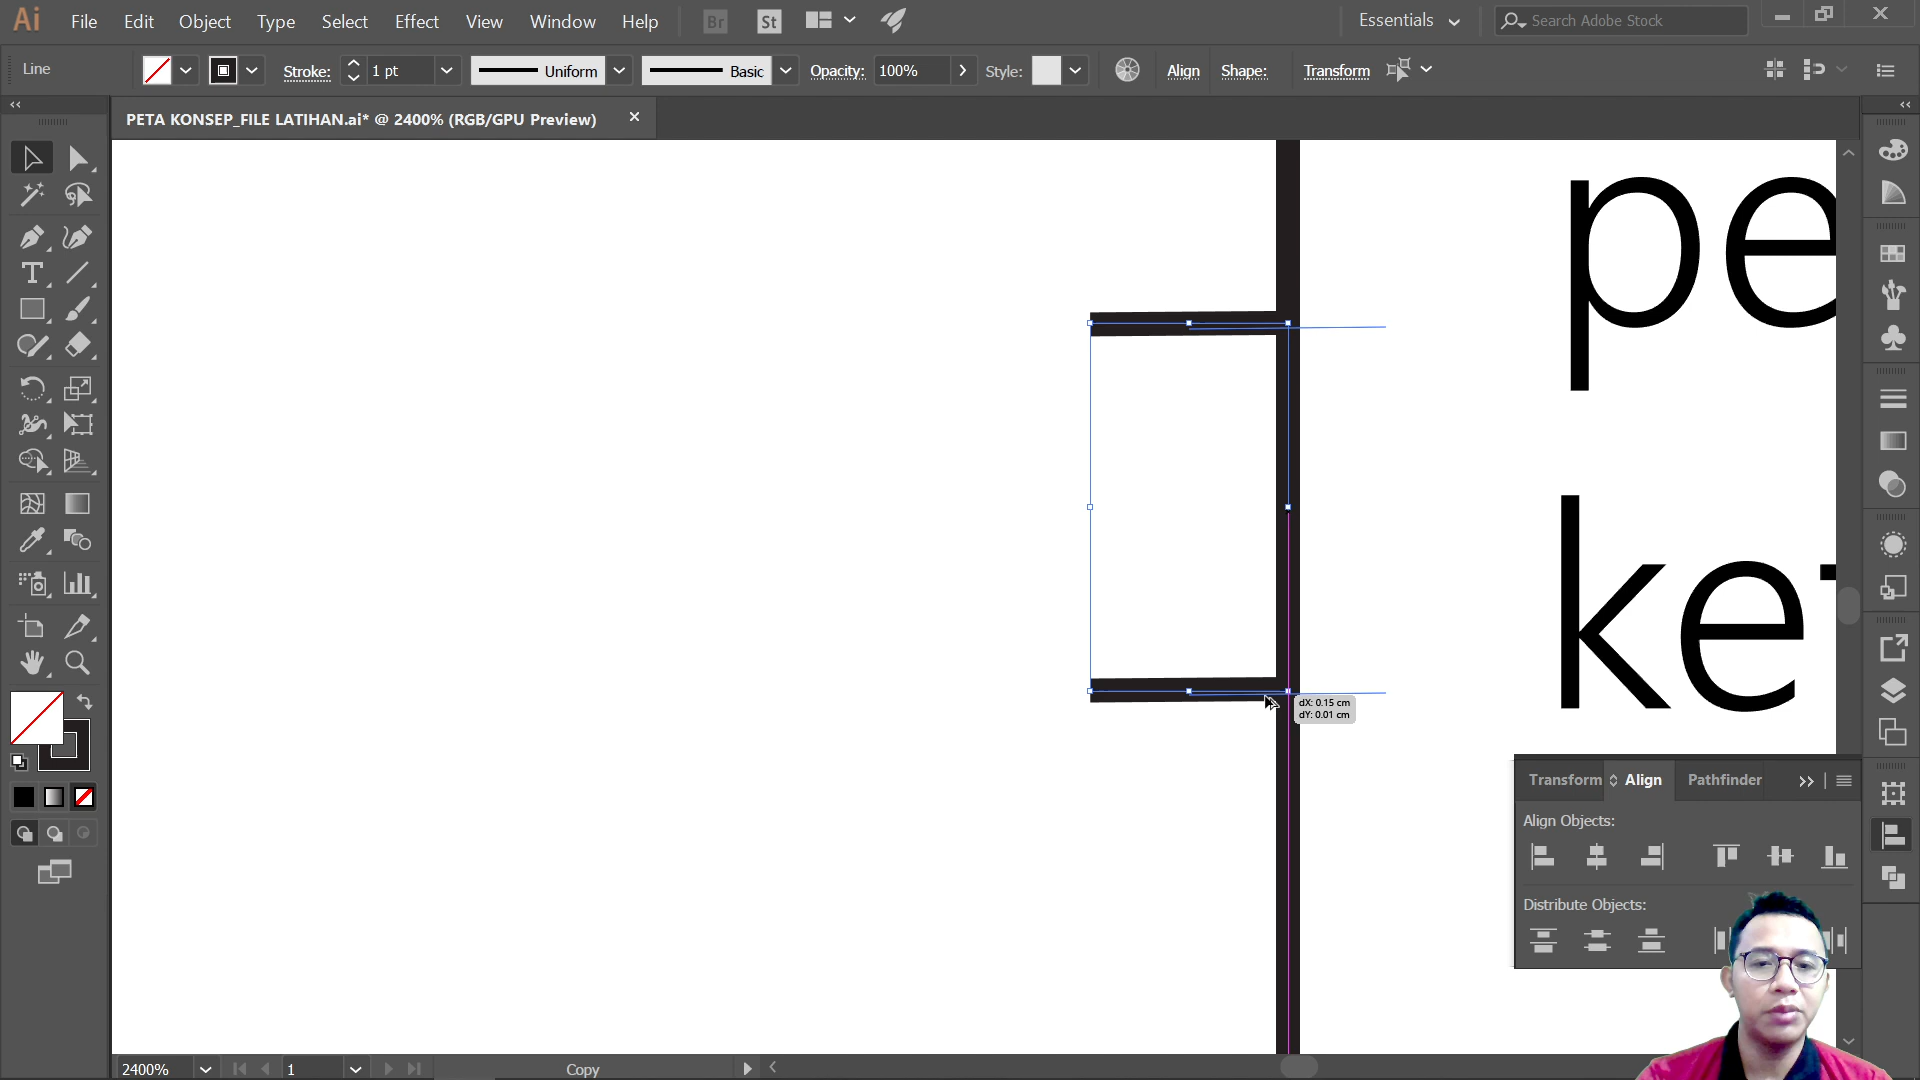 Ai File Edit Object Type Select Effect View Window Help Br St Essentials Search Adobe Stock
Line Stroke: 1 pt Uniform Basic Opacity: 100% Style: Align Shape: Transform
PETA KONSEP_FILE LATIHAN.ai* @ 2400% (RGB/GPU Preview)
pe
dX: 0.15 cm
dY: 0.01 cm
Transform Align Pathfinder
Align Objects:
Distribute Objects:
2400% 1 Copy